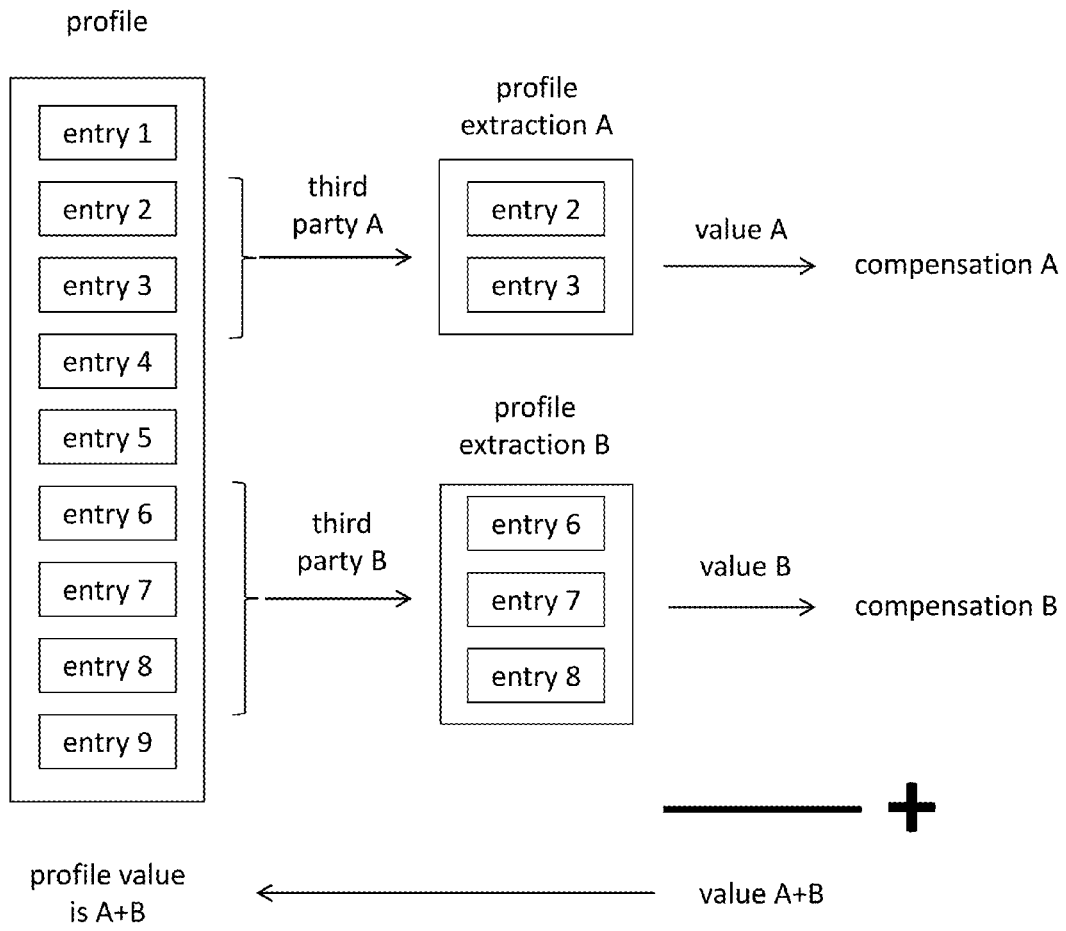 profile
entry 1
entry 2
entry 3
entry 4
entry 5
entry 6
entry 7
entry 8
entry 9
third
party A
profile
extraction A
entry 2
entry 3
value A
compensation A
third
party B
profile
extraction B
entry 6
entry 7
entry 8
value B
compensation B
+
value A+B
profile value
is A+B